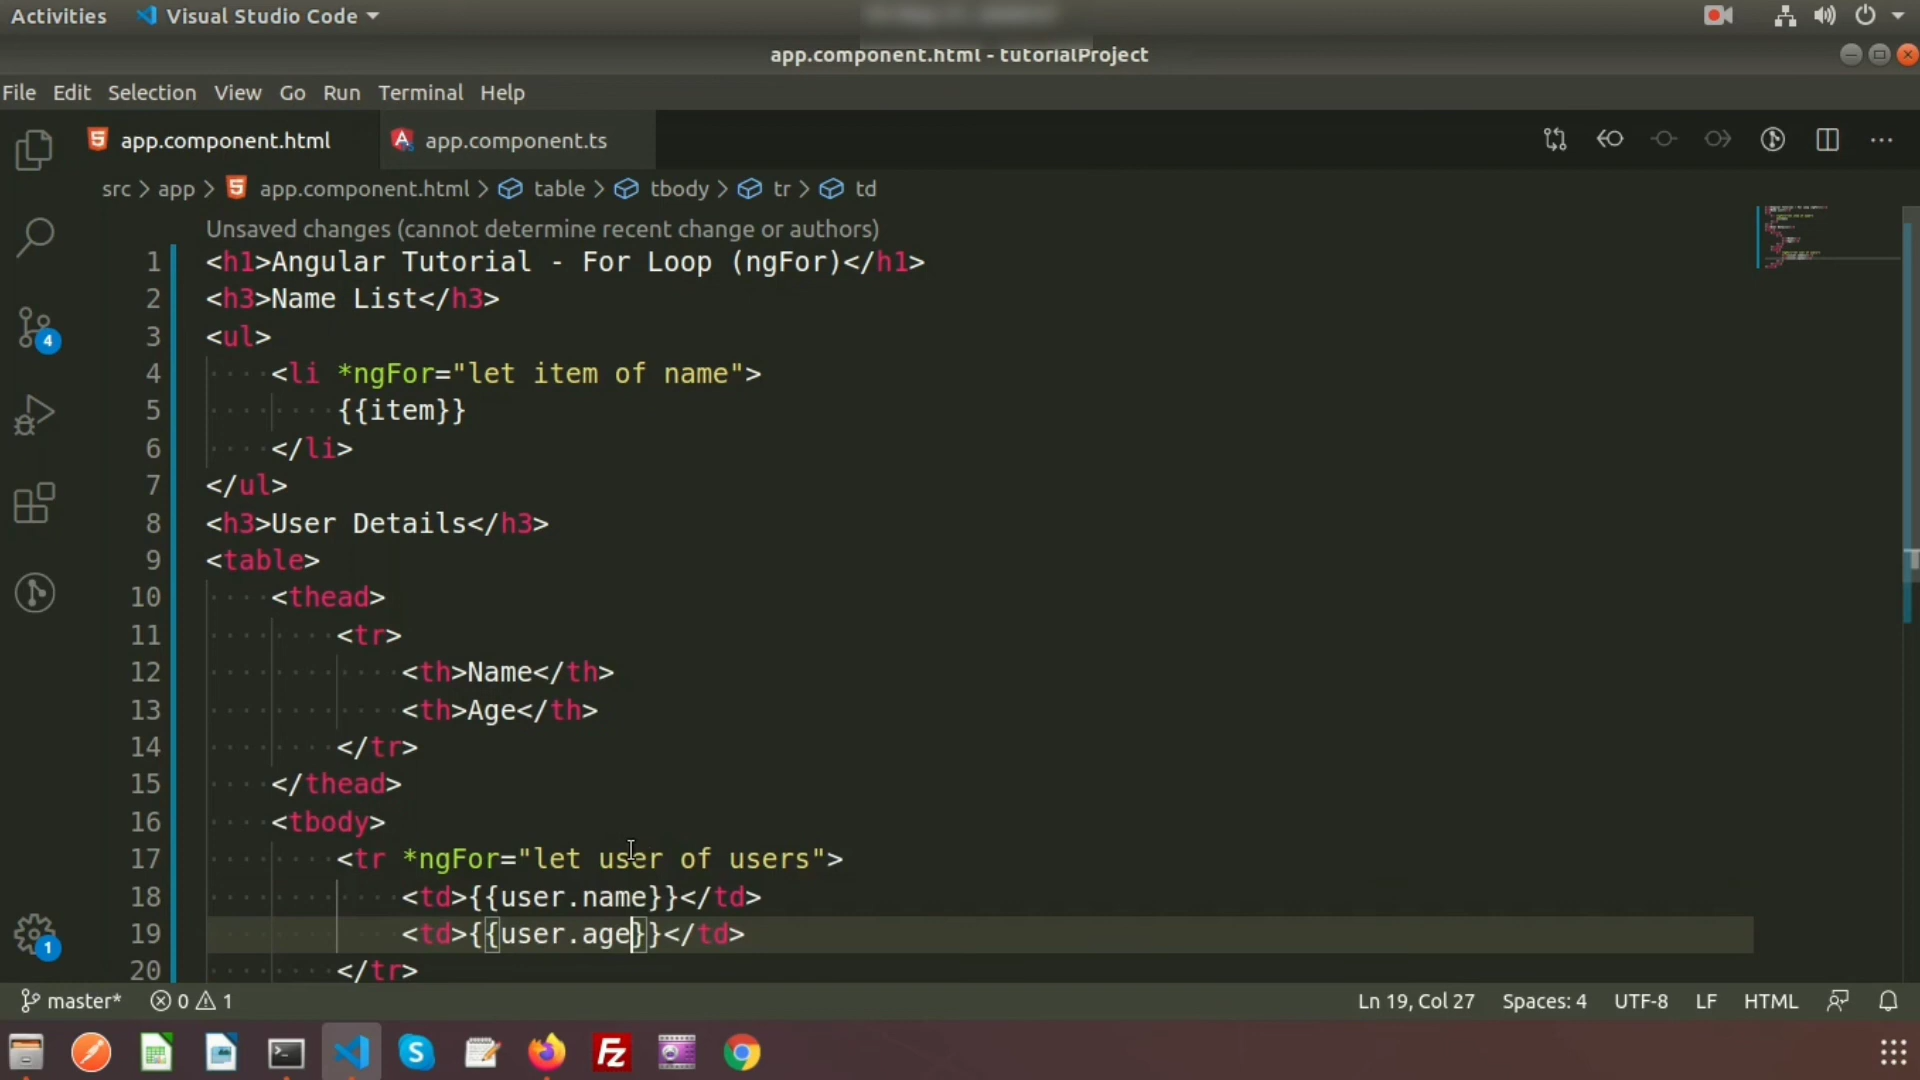 Activities Visual Studio Code
app.component.html - tutorialProject
File Edit Selection View Go Run Terminal Help
app.component.html app.component.ts
src > app > app.component.html > table > tbody > tr > td
Unsaved changes (cannot determine recent change or authors)
1 <h1>Angular Tutorial - For Loop (ngFor)</h1>
2 <h3>Name List</h3>
3 <ul>
4 <li *ngFor="let item of name">
5 {{item}}
6 </li>
7 </ul>
8 <h3>User Details</h3>
9 <table>
10 <thead>
11 <tr>
12 <th>Name</th>
13 <th>Age</th>
14 </tr>
15 </thead>
16 <tbody>
17 <tr *ngFor="let user of users">
18 <td>{{user.name}}</td>
19 <td>{{user.age}}</td>
20 </tr>
4
1
master* 0 1 Ln 19, Col 27 Spaces: 4 UTF-8 LF HTML